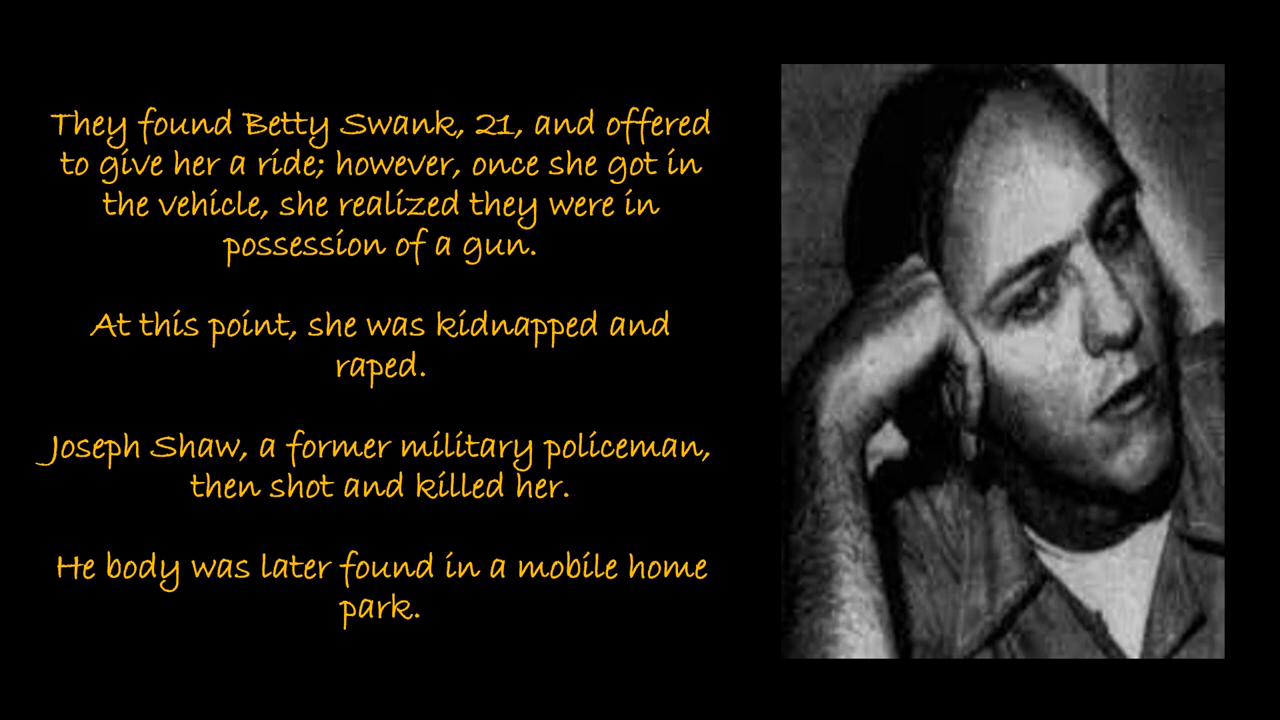 They found Betty Swank, 21, and offered
to give her a ride; however, once she got in
the vehicle, she realized they were in
possession of a gun.
At this point, she was kidnapped and
raped.
Joseph Shaw, a former military policeman,
then shot and killed her.
He body was later found in a mobile home
park.